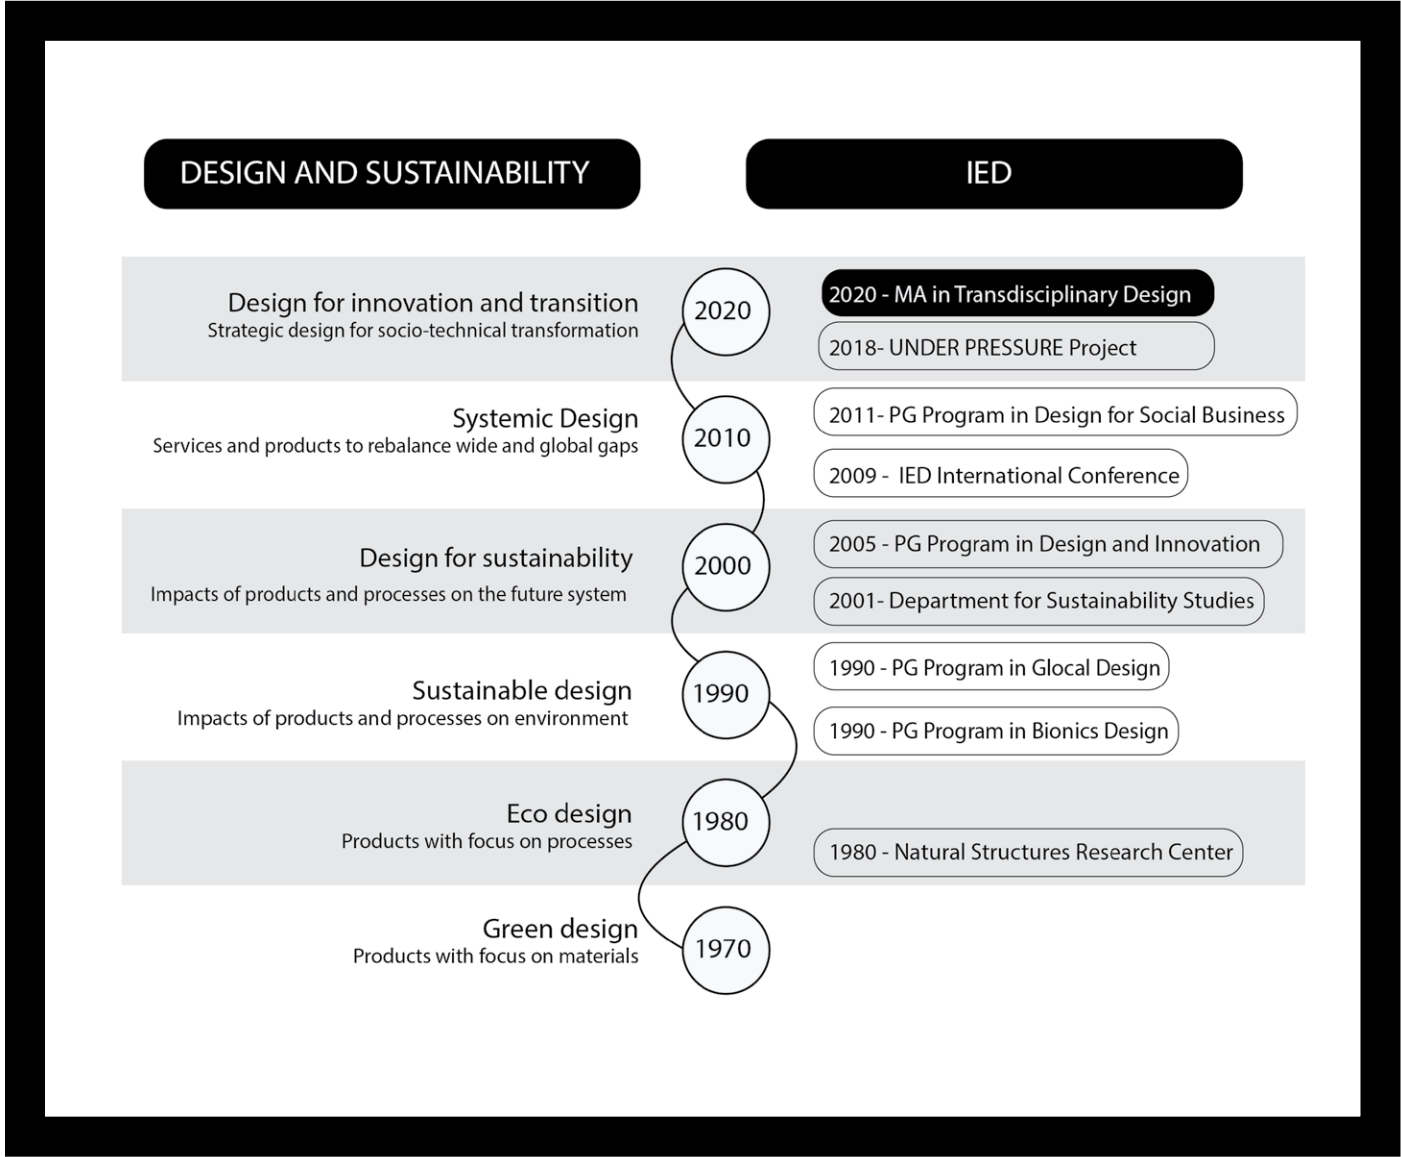 DESIGN AND SUSTAINABILITY
IED
Design for innovation and transition
Strategic design for socio-technical transformation
2020
2020 - MA in Transdisciplinary Design
2018- UNDER PRESSURE Project
Systemic Design
Services and products to rebalance wide and global gaps
2010
2011- PG Program in Design for Social Business
2009 - IED International Conference
Design for sustainability
Impacts of products and processes on the future system
2000
2005 - PG Program in Design and Innovation
2001- Department for Sustainability Studies
Sustainable design
Impacts of products and processes on environment
1990
1990 - PG Program in Glocal Design
1990 - PG Program in Bionics Design
Eco design
Products with focus on processes
1980
1980 - Natural Structures Research Center
Green design
Products with focus on materials
1970